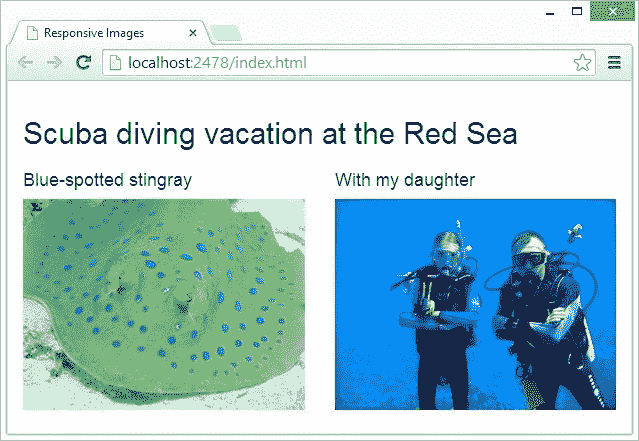 Responsive Images
localhost:2478/index.html
Scuba diving vacation at the Red Sea
Blue-spotted stingray
With my daughter